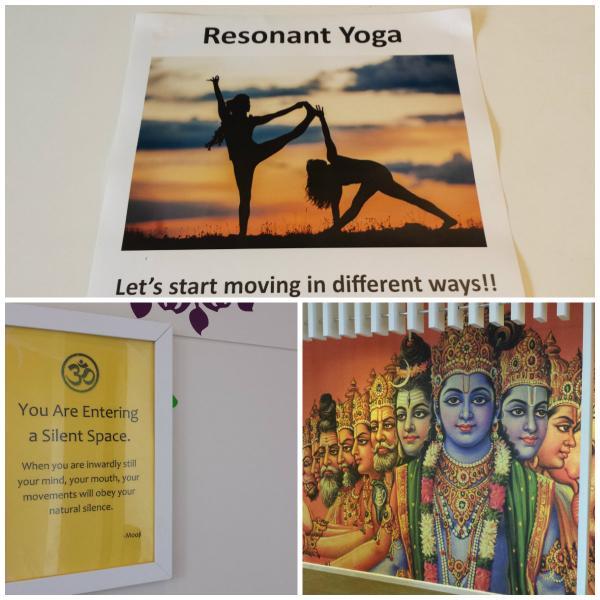 Resonant Yoga
Let's start moving in different ways!!
ॐ
You Are Entering
a Silent Space.
When you are inwardly still
your mind, your mouth, your
movements will obey your
natural silence.
-Mooji